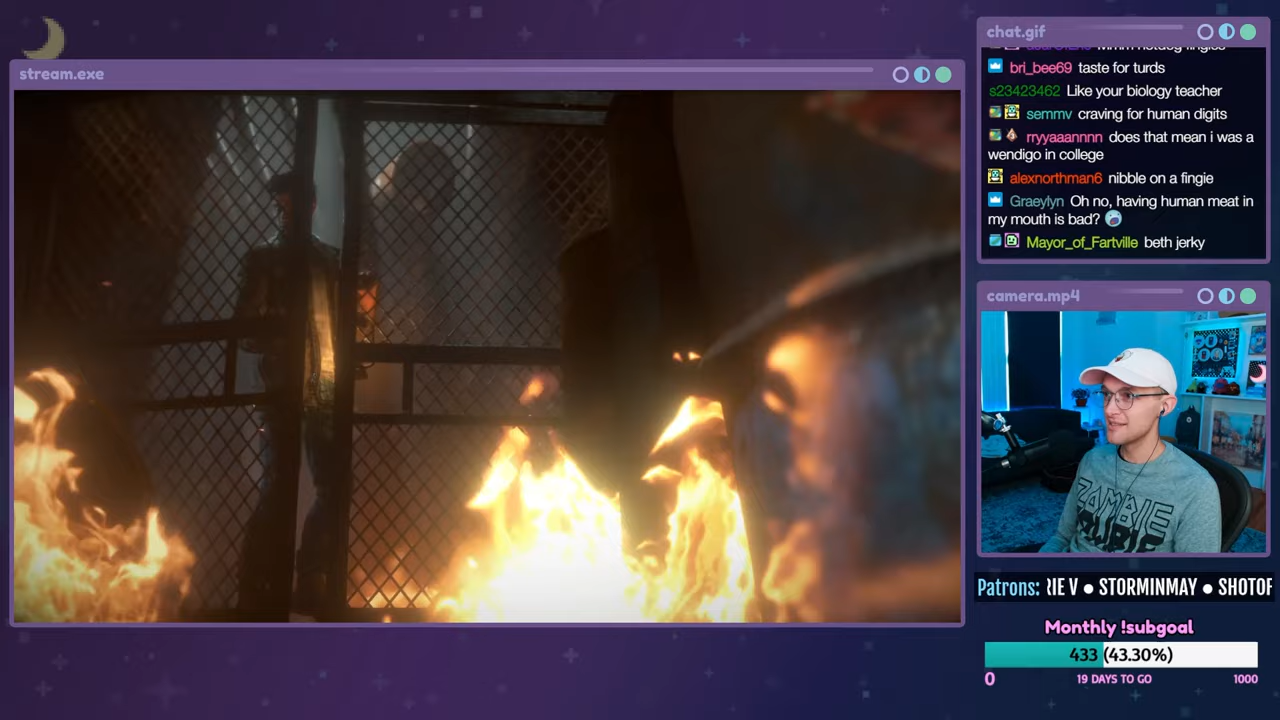 chat.gif
bri_bee69 taste for turds
s23423462 Like your biology teacher
semmv craving for human digits
rryyaaannnn does that mean i was a
wendigo in college
alexnorthman6 nibble on a fingie
Graeylyn Oh no, having human meat in
my mouth is bad?
Mayor_of_Fartville beth jerky
stream.exe
camera.mp4
ZOMBIE
Patrons: RIE V ● STORMINMAY ● SHOTOF
Monthly !subgoal
433 (43.30%)
0 19 DAYS TO GO 1000